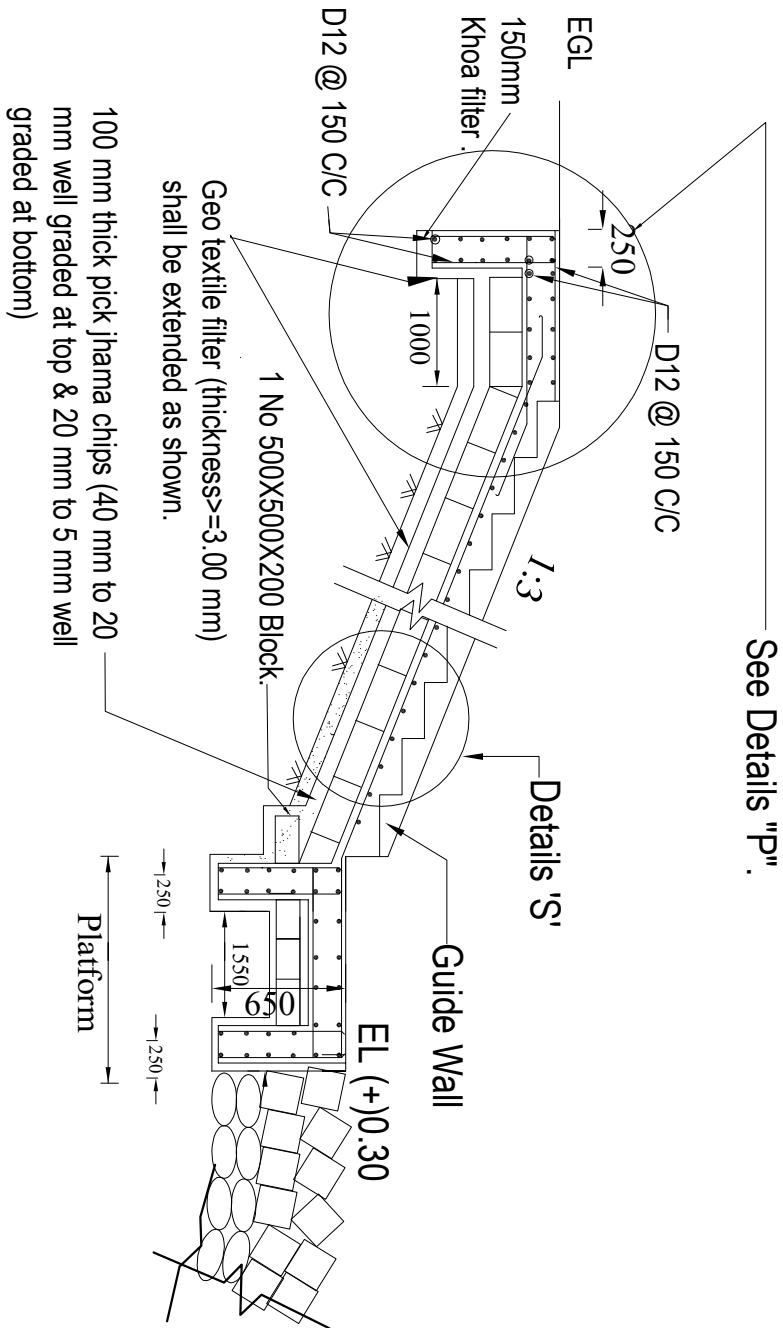 See Details "P".
EGL
150mm
Khoa filter .
D12 @ 150 C/C
250
D12 @ 150 C/C
1000
1:3
Details 'S'
Guide Wall
EL (+)0.30
1 No 500X500X200 Block.
Geo textile filter (thickness>=3.00 mm)
shall be extended as shown.
100 mm thick pick jhama chips (40 mm to 20
mm well graded at top & 20 mm to 5 mm well
graded at bottom)
650
1550
250
250
Platform